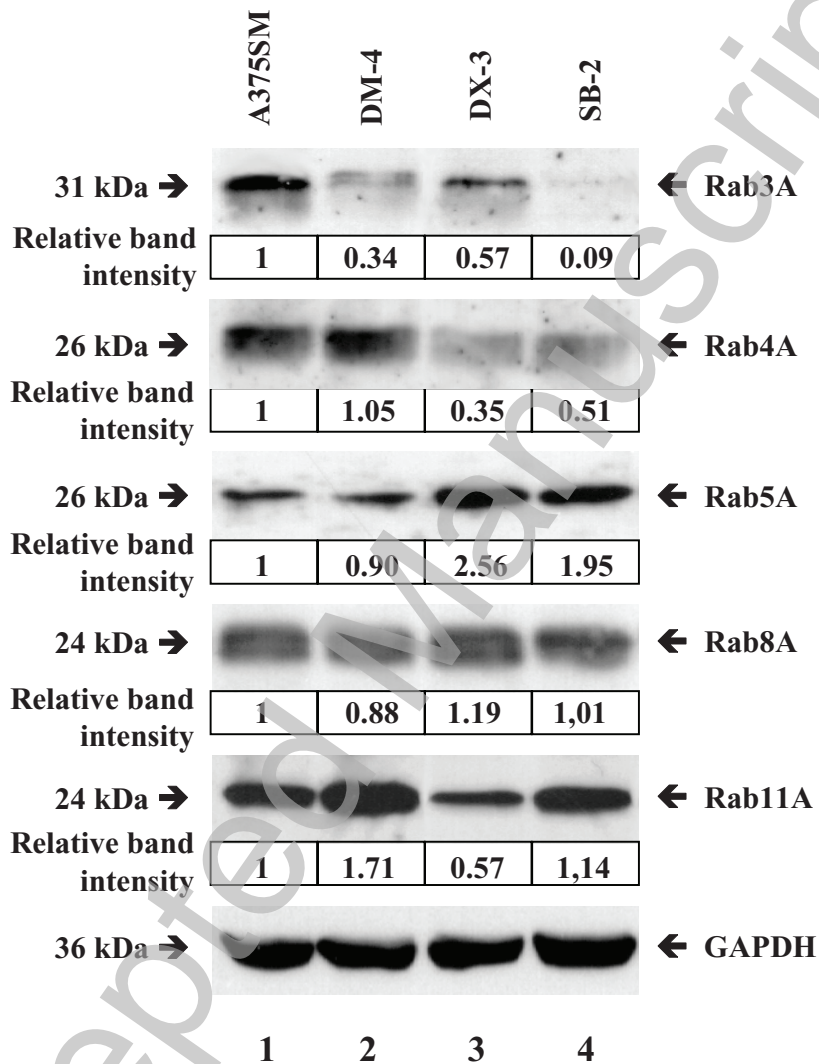 A375SM DM-4 DX-3 SB-2
31 kDa → ← Rab3A
Relative band
intensity 1 0.34 0.57 0.09
26 kDa → ← Rab4A
Relative band
intensity 1 1.05 0.35 0.51
26 kDa → ← Rab5A
Relative band
intensity 1 0.90 2.56 1.95
24 kDa → ← Rab8A
Relative band
intensity 1 0.88 1.19 1,01
24 kDa → ← Rab11A
Relative band
intensity 1 1.71 0.57 1,14
36 kDa → ← GAPDH
1 2 3 4
epted Manuscrip